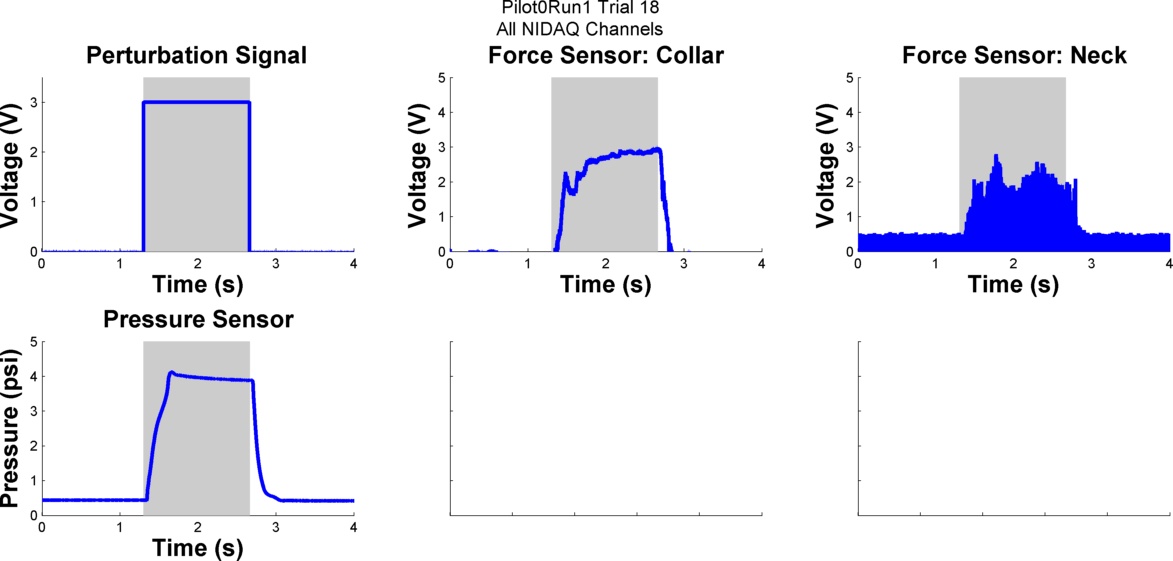 Pilot0Run1 Trial 18
All NIDAQ Channels
Perturbation Signal
Voltage (V)
3
2
1
0
0 1 2 3 4
Time (s)
Force Sensor: Collar
Voltage (V)
5
4
3
2
1
0
0 1 2 3 4
Time (s)
Force Sensor: Neck
Voltage (V)
5
4
3
2
1
0
0 1 2 3 4
Time (s)
Pressure Sensor
Pressure (psi)
5
4
3
2
1
0
0 1 2 3 4
Time (s)